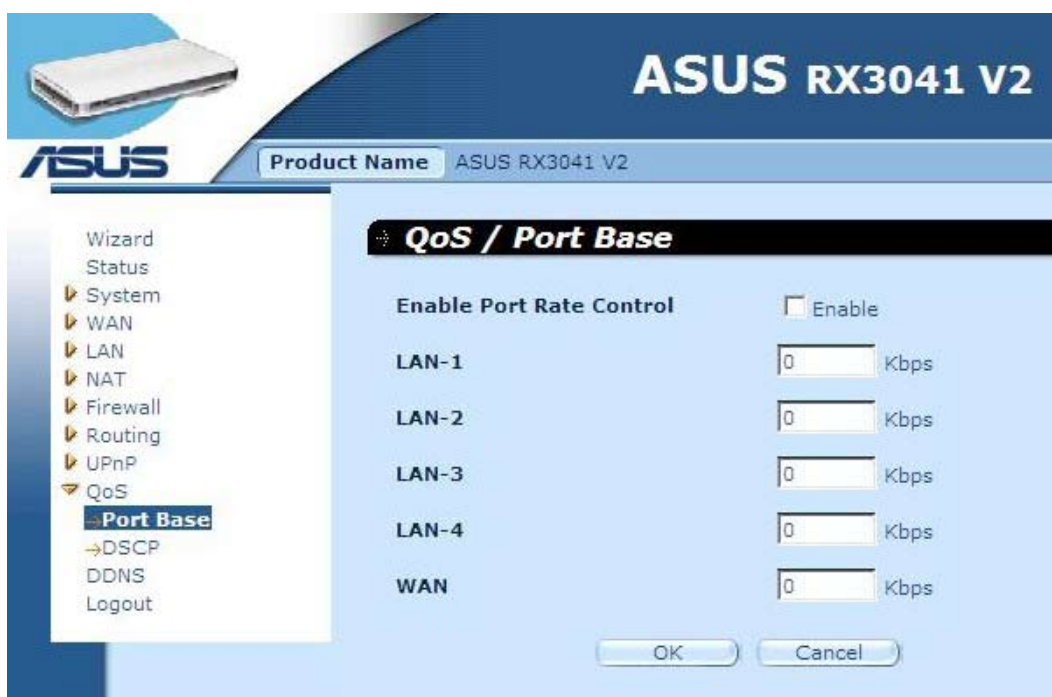 ASUS RX3041 V2
ASUS
Product Name ASUS RX3041 V2
Wizard
Status
System
WAN
LAN
NAT
Firewall
Routing
UPnP
QoS
→Port Base
→DSCP
DDNS
Logout
QoS / Port Base
Enable Port Rate Control Enable
LAN-1 0 Kbps
LAN-2 0 Kbps
LAN-3 0 Kbps
LAN-4 0 Kbps
WAN 0 Kbps
OK Cancel